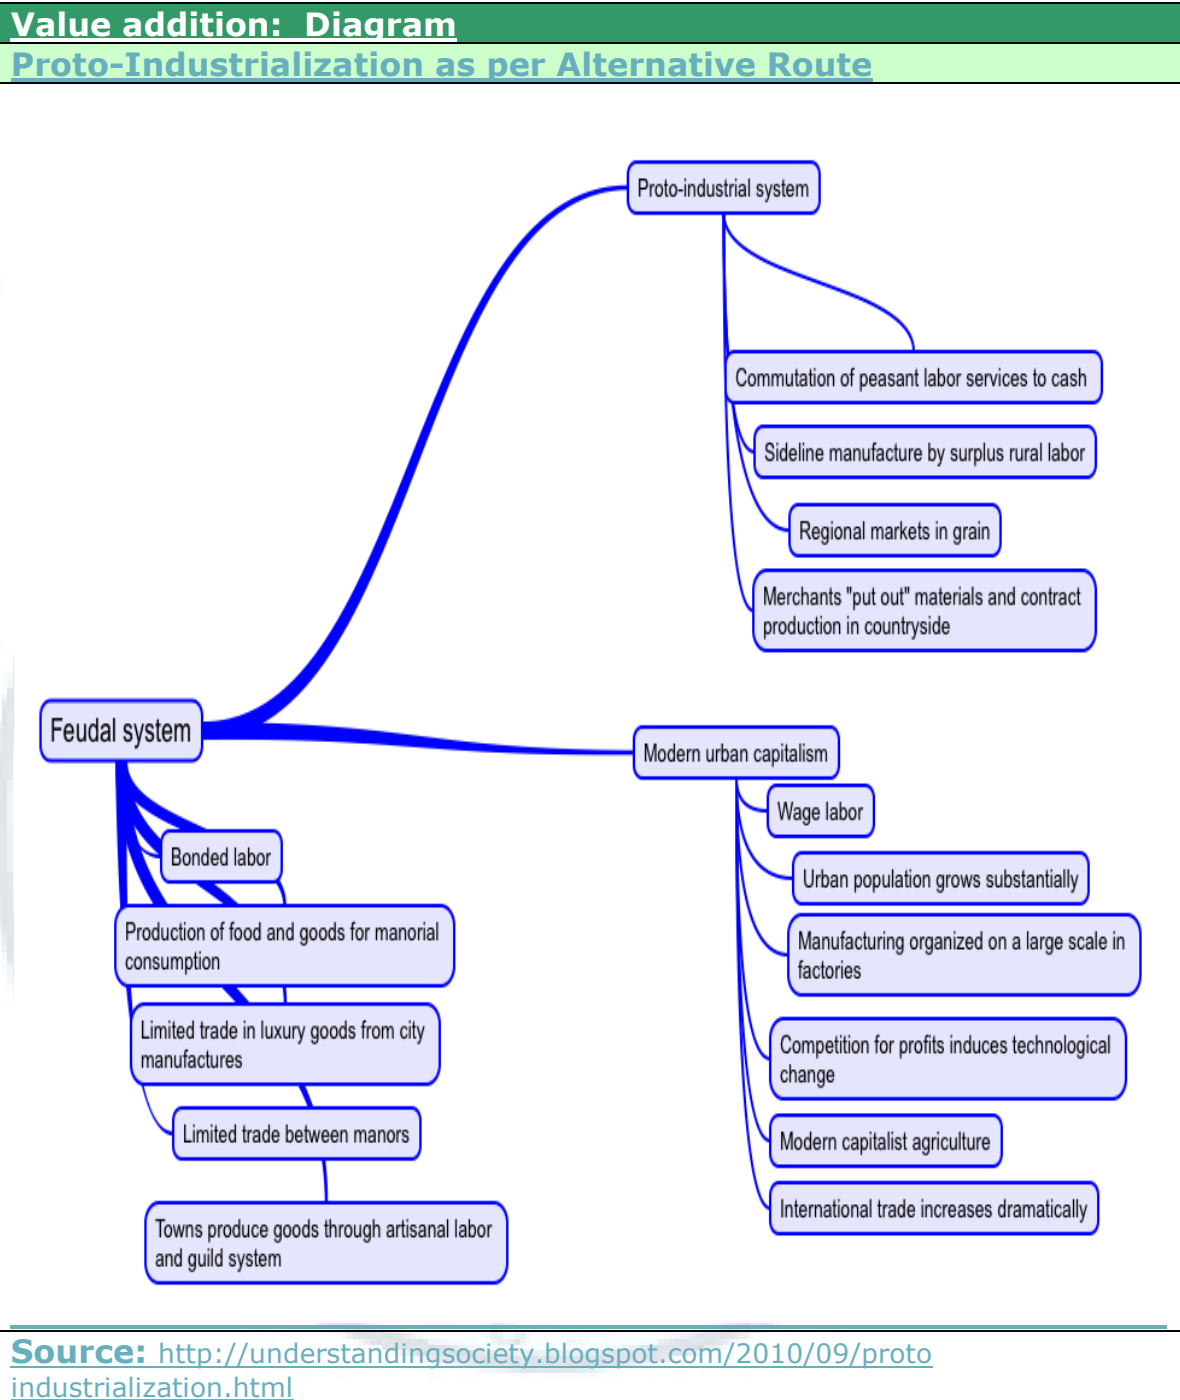 Value addition:  Diagram
Proto-Industrialization as per Alternative Route
Proto-industrial system
Commutation of peasant labor services to cash
Sideline manufacture by surplus rural labor
Regional markets in grain
Merchants "put out" materials and contract
production in countryside
Feudal system
Bonded labor
Production of food and goods for manorial
consumption
Limited trade in luxury goods from city
manufactures
Limited trade between manors
Towns produce goods through artisanal labor
and guild system
Modern urban capitalism
Wage labor
Urban population grows substantially
Manufacturing organized on a large scale in
factories
Competition for profits induces technological
change
Modern capitalist agriculture
International trade increases dramatically
Source: http://understandingsociety.blogspot.com/2010/09/proto
industrialization.html